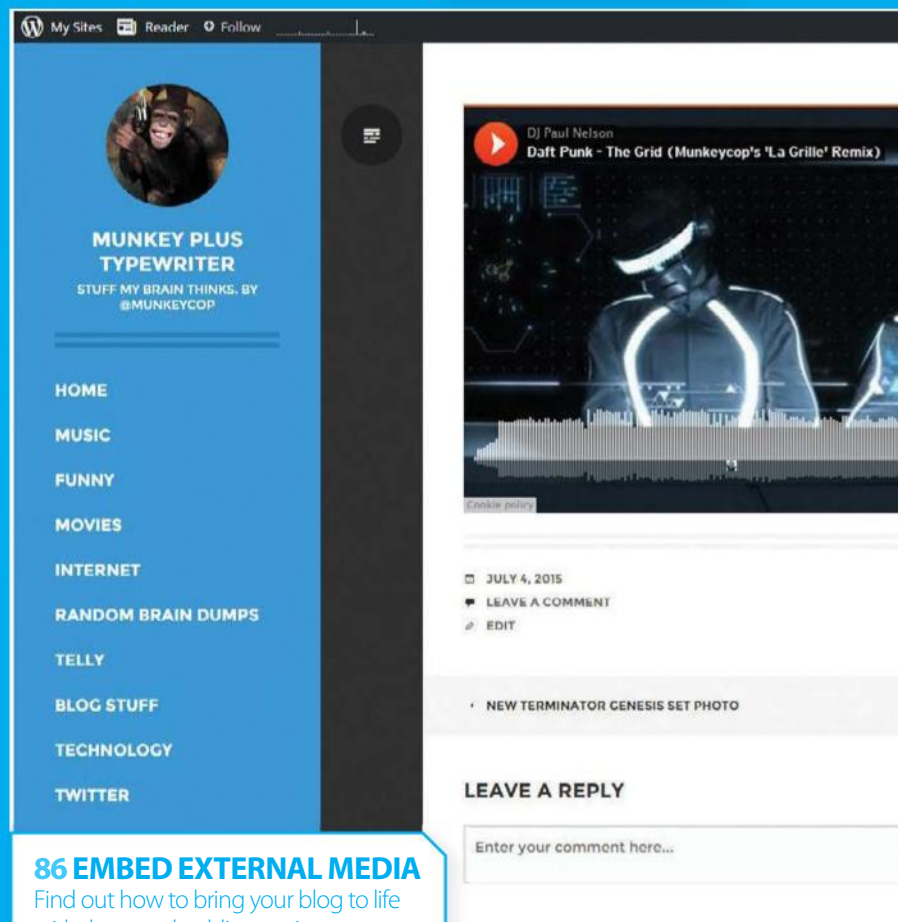 My Sites Reader Follow
MUNKEY PLUS
TYPEWRITER
STUFF MY BRAIN THINKS. BY
@MUNKEYCOP
HOME
MUSIC
FUNNY
MOVIES
INTERNET
RANDOM BRAIN DUMPS
TELLY
BLOG STUFF
TECHNOLOGY
TWITTER
DJ Paul Nelson
Daft Punk - The Grid (Munkeycop's 'La Grille' Remix)
Cookie policy
JULY 4, 2015
LEAVE A COMMENT
EDIT
NEW TERMINATOR GENESIS SET PHOTO
LEAVE A REPLY
Enter your comment here...
86 EMBED EXTERNAL MEDIA
Find out how to bring your blog to life